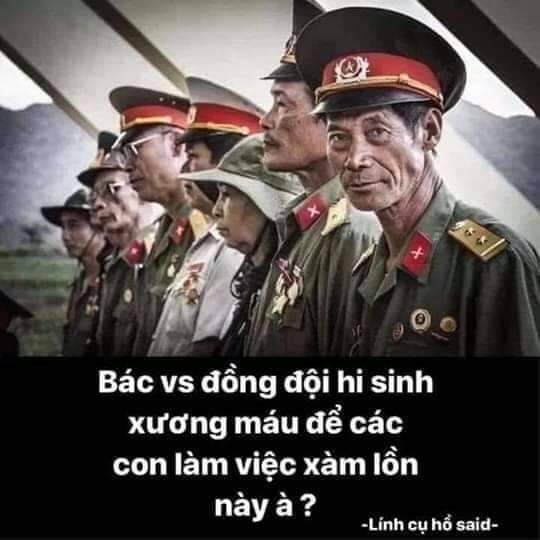 Bác vs đồng đội hi sinh
xương máu để các
con làm việc xàm lồn
này à ?
-Lính cụ hồ said-